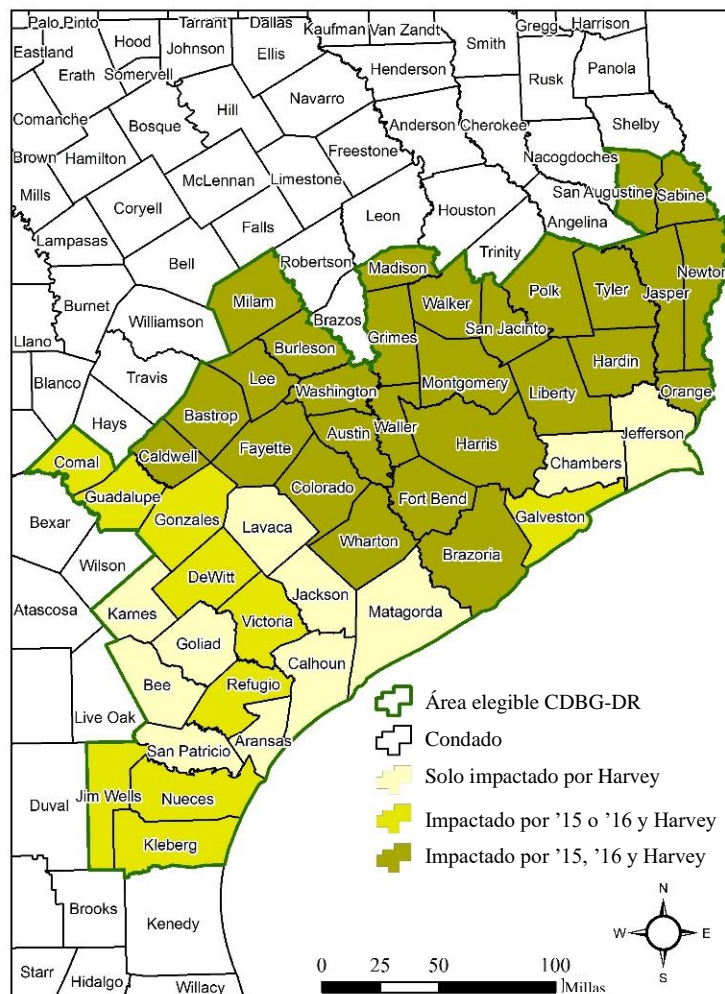 Palo Pinto
Tarrant
Dallas
Kaufman
Van Zandt
Gregg
Harrison
Eastland
Hood
Johnson
Ellis
Smith
Erath
Somervell
Henderson
Rusk
Panola
Comanche
Bosque
Hill
Navarro
Anderson
Cherokee
Shelby
Brown
Hamilton
Freestone
Nacogdoches
Mills
McLennan
Limestone
San Augustine
Sabine
Coryell
Leon
Houston
Angelina
Lampasas
Falls
Trinity
Bell
Robertson
Madison
Newton
Burnet
Milam
Walker
Polk
Tyler
Jasper
Williamson
Brazos
Grimes
San Jacinto
Llano
Burleson
Hardin
Blanco
Travis
Lee
Washington
Montgomery
Liberty
Orange
Hays
Bastrop
Austin
Waller
Harris
Jefferson
Comal
Caldwell
Fayette
Chambers
Guadalupe
Colorado
Fort Bend
Galveston
Bexar
Gonzales
Lavaca
Wilson
Wharton
Brazoria
DeWitt
Jackson
Atascosa
Karnes
Victoria
Matagorda
Goliad
Calhoun
Bee
Refugio
Live Oak
San Patricio
Aransas
Duval
Jim Wells
Nueces
Kleberg
Brooks
Kenedy
Starr
Hidalgo
Willacy
Área elegible CDBG-DR
Condado
Solo impactado por Harvey
Impactado por ’15 o ’16 y Harvey
Impactado por ’15, ’16 y Harvey
N
W
E
S
0 25 50 100
Millas